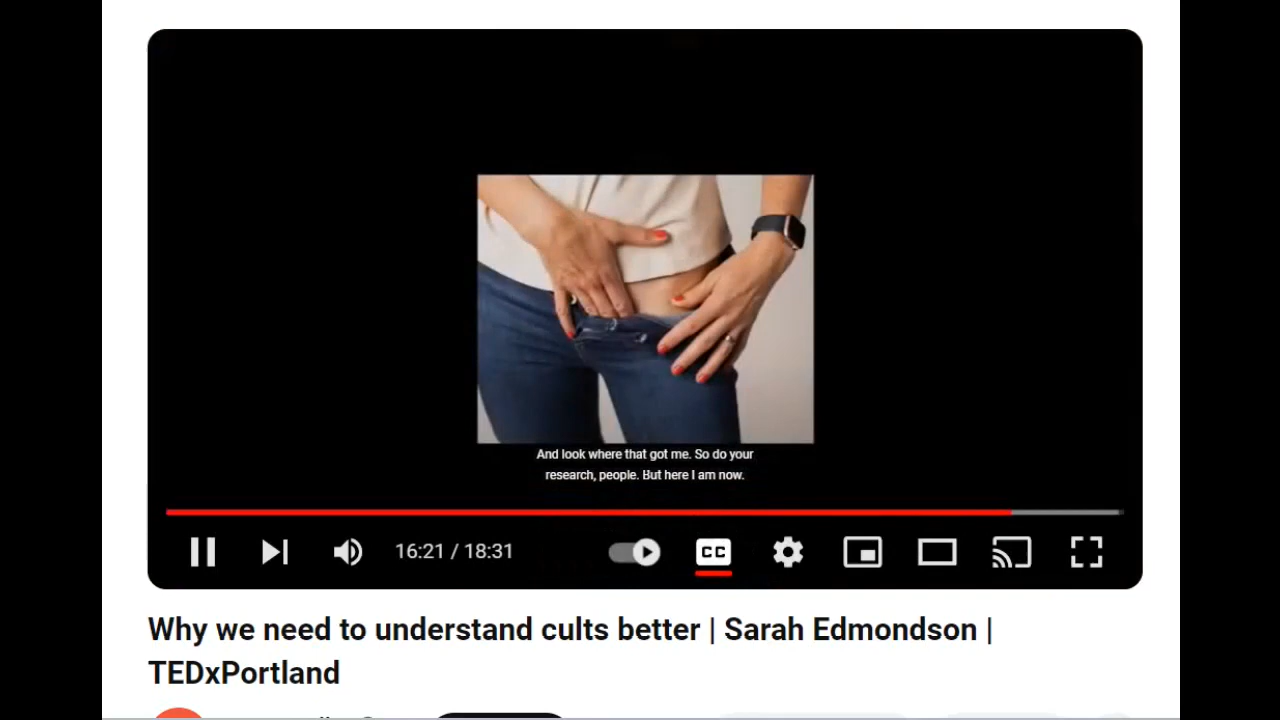 And look where that got me. So do your
research, people. But here I am now.
16:21 / 18:31
CC
Why we need to understand cults better | Sarah Edmondson |
TEDxPortland